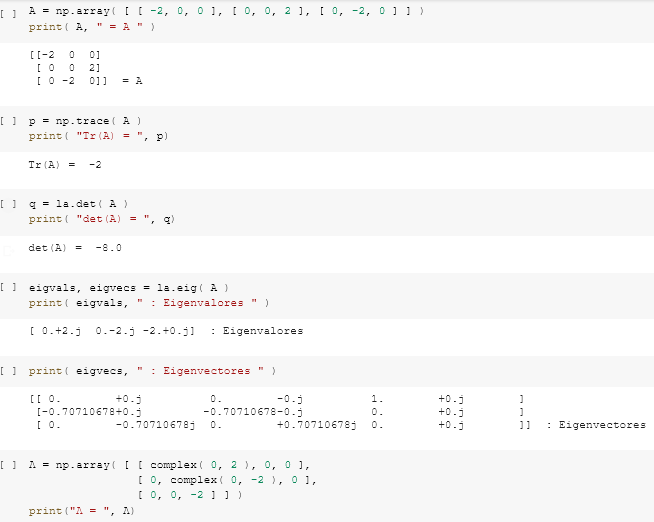 [ ] A = np.array( [ [ -2, 0, 0 ], [ 0, 0, 2 ], [ 0, -2, 0 ] ] )
print( A, " = A " )
[[-2  0  0]
 [ 0  0  2]
 [ 0 -2  0]]  = A
[ ] p = np.trace( A )
print( "Tr(A) = ", p)
Tr(A) =  -2
[ ] q = la.det( A )
print( "det(A) = ", q)
det(A) =  -8.0
[ ] eigvals, eigvecs = la.eig( A )
print( eigvals, " : Eigenvalores " )
[ 0.+2.j  0.-2.j -2.+0.j]  : Eigenvalores
[ ] print( eigvecs, " : Eigenvectores " )
[[ 0.        +0.j          0.        -0.j          1.        +0.j        ]
 [-0.70710678+0.j         -0.70710678-0.j          0.        +0.j        ]
 [ 0.        -0.70710678j  0.        +0.70710678j  0.        +0.j        ]]  : Eigenvectores
[ ] Λ = np.array( [ [ complex( 0, 2 ), 0, 0 ],
[ 0, complex( 0, -2 ), 0 ],
[ 0, 0, -2 ] ] )
print("Λ = ", Λ)